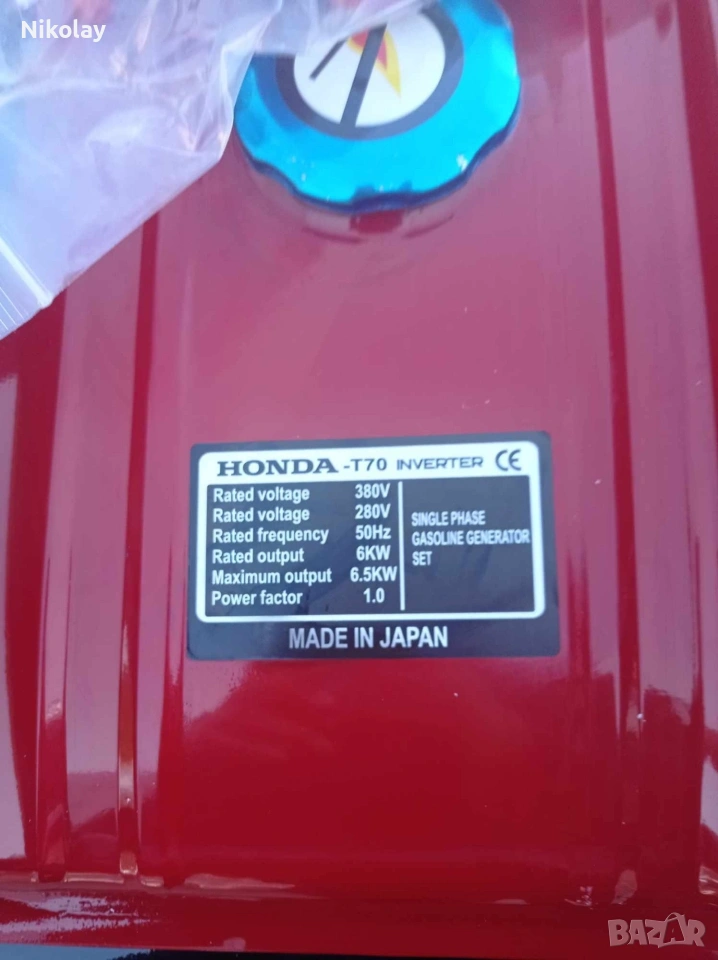 Nikolay
HONDA -T70 INVERTER CE
Rated voltage 380V
Rated voltage 280V
Rated frequency 50Hz
Rated output 6KW
Maximum output 6.5KW
Power factor 1.0
SINGLE PHASE
GASOLINE GENERATOR
SET
MADE IN JAPAN
BAZAR